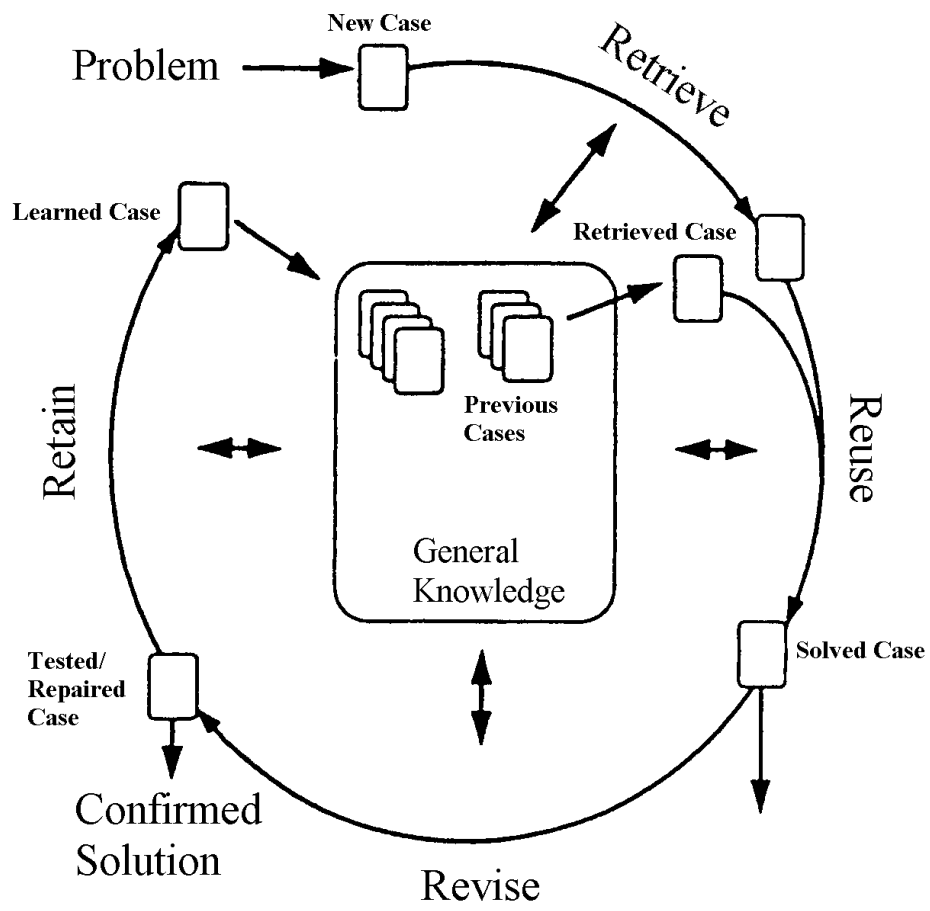 New Case
Problem
Retrieve
Learned Case
Retrieved Case
Previous
Cases
Retain
Reuse
General
Knowledge
Tested/
Repaired
Case
Solved Case
Confirmed
Solution
Revise